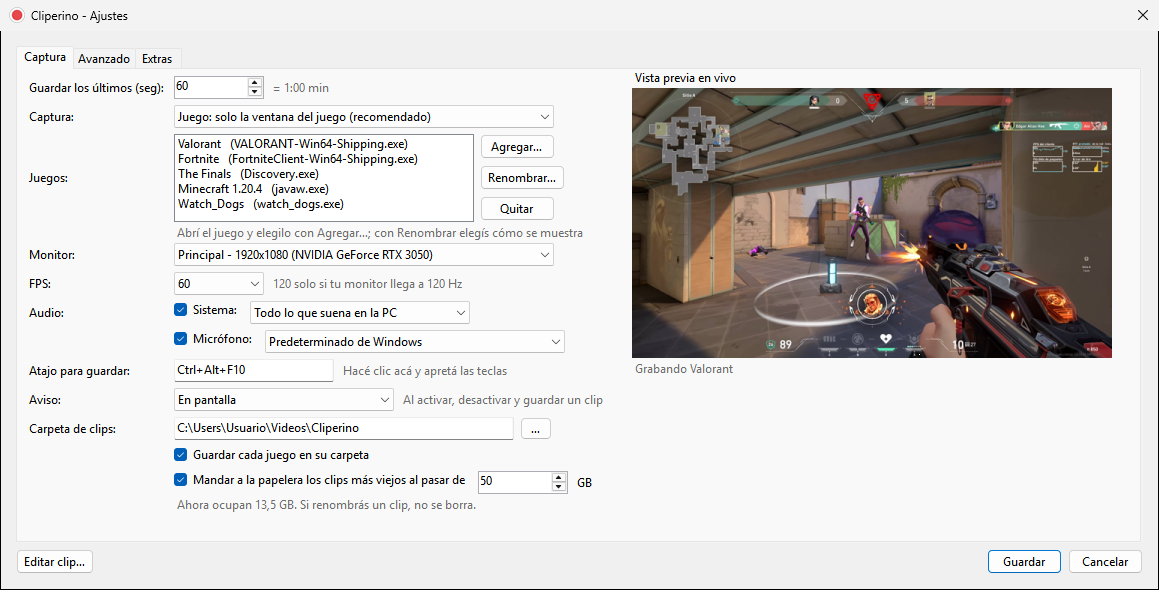 Cliperino - Ajustes
Captura
Avanzado
Extras
Guardar los últimos (seg):
60
= 1:00 min
Captura:
Juego: solo la ventana del juego (recomendado)
Juegos:
Valorant (VALORANT-Win64-Shipping.exe)
Fortnite (FortniteClient-Win64-Shipping.exe)
The Finals (Discovery.exe)
Minecraft 1.20.4 (javaw.exe)
Watch_Dogs (watch_dogs.exe)
Agregar...
Renombrar...
Quitar
Abrí el juego y elegilo con Agregar...; con Renombrar elegís cómo se muestra
Monitor:
Principal - 1920x1080 (NVIDIA GeForce RTX 3050)
FPS:
60
120 solo si tu monitor llega a 120 Hz
Audio:
Sistema:
Todo lo que suena en la PC
Micrófono:
Predeterminado de Windows
Atajo para guardar:
Ctrl+Alt+F10
Hacé clic acá y apretá las teclas
Aviso:
En pantalla
Al activar, desactivar y guardar un clip
Carpeta de clips:
C:\Users\Usuario\Videos\Cliperino
...
Guardar cada juego en su carpeta
Mandar a la papelera los clips más viejos al pasar de
50
GB
Ahora ocupan 13,5 GB. Si renombrás un clip, no se borra.
Vista previa en vivo
0
5
89
10
Grabando Valorant
Editar clip...
Guardar
Cancelar